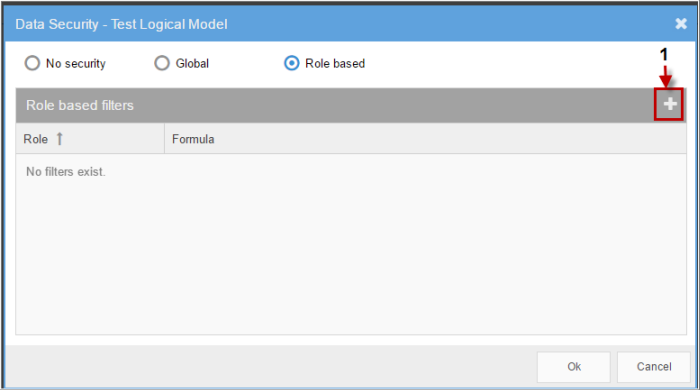 Data Security - Test Logical Model
No security Global Role based
1
Role based filters
Role Formula
No filters exist.
Ok Cancel